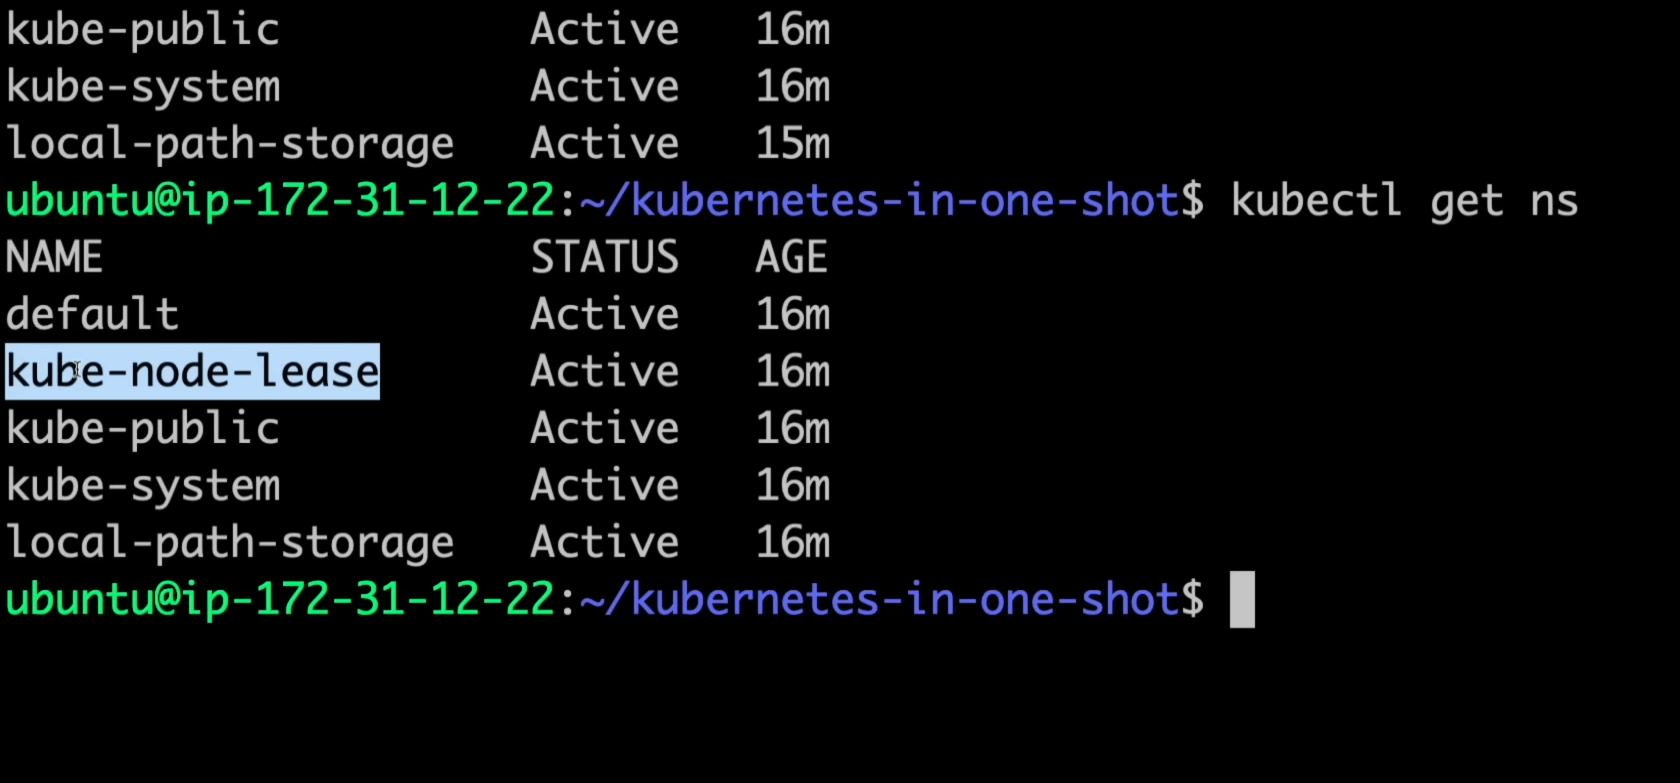 kube-public          Active   16m
kube-system          Active   16m
local-path-storage   Active   15m
ubuntu@ip-172-31-12-22:~/kubernetes-in-one-shot$ kubectl get ns
NAME                 STATUS   AGE
default              Active   16m
kube-node-lease      Active   16m
kube-public          Active   16m
kube-system          Active   16m
local-path-storage   Active   16m
ubuntu@ip-172-31-12-22:~/kubernetes-in-one-shot$